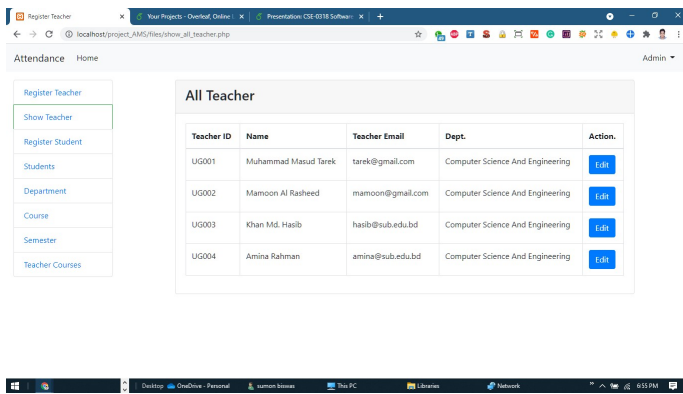 Register Teacher
Your Projects - Overleaf, Online L
Presentation: CSE-0318 Software
localhost/project_AMS/files/show_all_teacher.php
Attendance Home Admin
Register Teacher
Show Teacher
Register Student
Students
Department
Course
Semester
Teacher Courses
All Teacher
Teacher ID Name Teacher Email Dept. Action.
UG001 Muhammad Masud Tarek tarek@gmail.com Computer Science And Engineering Edit
UG002 Mamoon Al Rasheed mamoon@gmail.com Computer Science And Engineering Edit
UG003 Khan Md. Hasib hasib@sub.edu.bd Computer Science And Engineering Edit
UG004 Amina Rahman amina@sub.edu.bd Computer Science And Engineering Edit
Desktop OneDrive - Personal sumon biswas This PC Libraries Network 6:55 PM